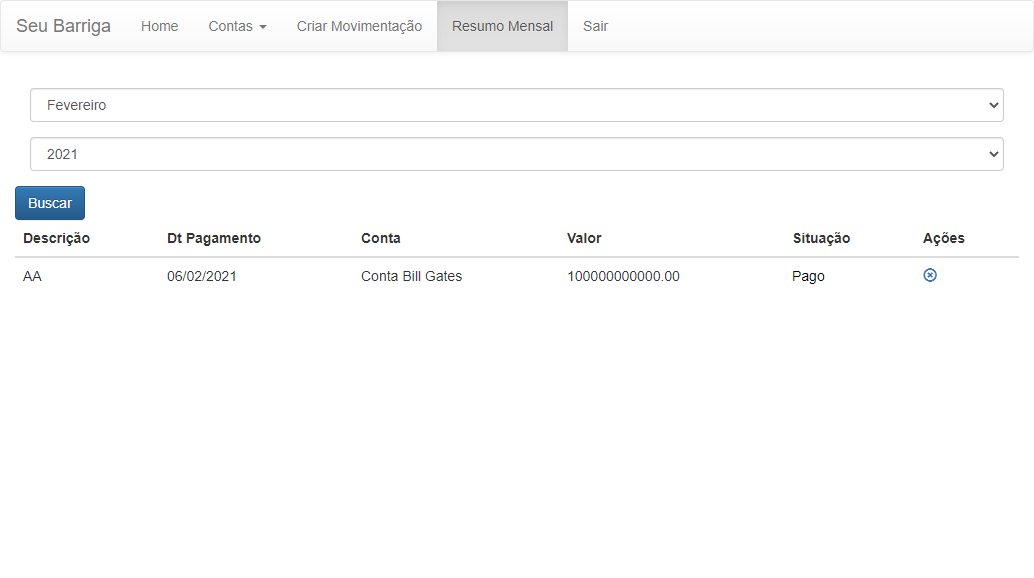 Seu Barriga Home Contas Criar Movimentação Resumo Mensal Sair
Fevereiro
2021
Buscar
Descrição Dt Pagamento Conta Valor Situação Ações
AA 06/02/2021 Conta Bill Gates 100000000000.00 Pago